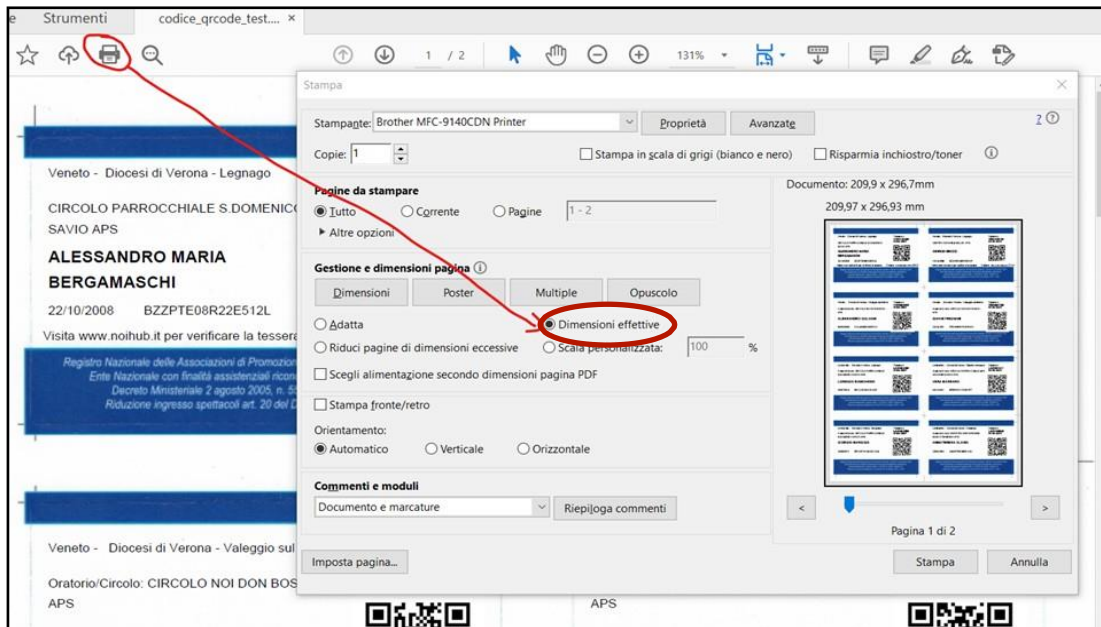 e Strumenti codice_qrcode_test.... ×
1 / 2 131%
Stampa
Stampante: Brother MFC-9140CDN Printer Proprietà Avanzate ?
Copie: 1 Stampa in scala di grigi (bianco e nero) Risparmia inchiostro/toner
Pagine da stampare
Tutto Corrente Pagine 1 - 2
Altre opzioni
Gestione e dimensioni pagina
Dimensioni Poster Multiple Opuscolo
Adatta Dimensioni effettive
Riduci pagine di dimensioni eccessive Scala personalizzata: 100 %
Scegli alimentazione secondo dimensioni pagina PDF
Stampa fronte/retro
Orientamento:
Automatico Verticale Orizzontale
Commenti e moduli
Documento e marcature Riepiloga commenti
Imposta pagina...
Documento: 209,9 x 296,7mm
209,97 x 296,93 mm
< >
Pagina 1 di 2
Stampa Annulla
Veneto - Diocesi di Verona - Legnago
CIRCOLO PARROCCHIALE S.DOMENICO
SAVIO APS
ALESSANDRO MARIA
BERGAMASCHI
22/10/2008 BZZPTE08R22E512L
Visita www.noihub.it per verificare la tessera
Registro Nazionale delle Associazioni di Promozion
Ente Nazionale con finalità assistenziali ricon
Decreto Ministeriale 2 agosto 2005, n. 55
Riduzione ingresso spettacoli art. 20 del D
Veneto - Diocesi di Verona - Valeggio sul
Oratorio/Circolo: CIRCOLO NOI DON BOS
APS APS